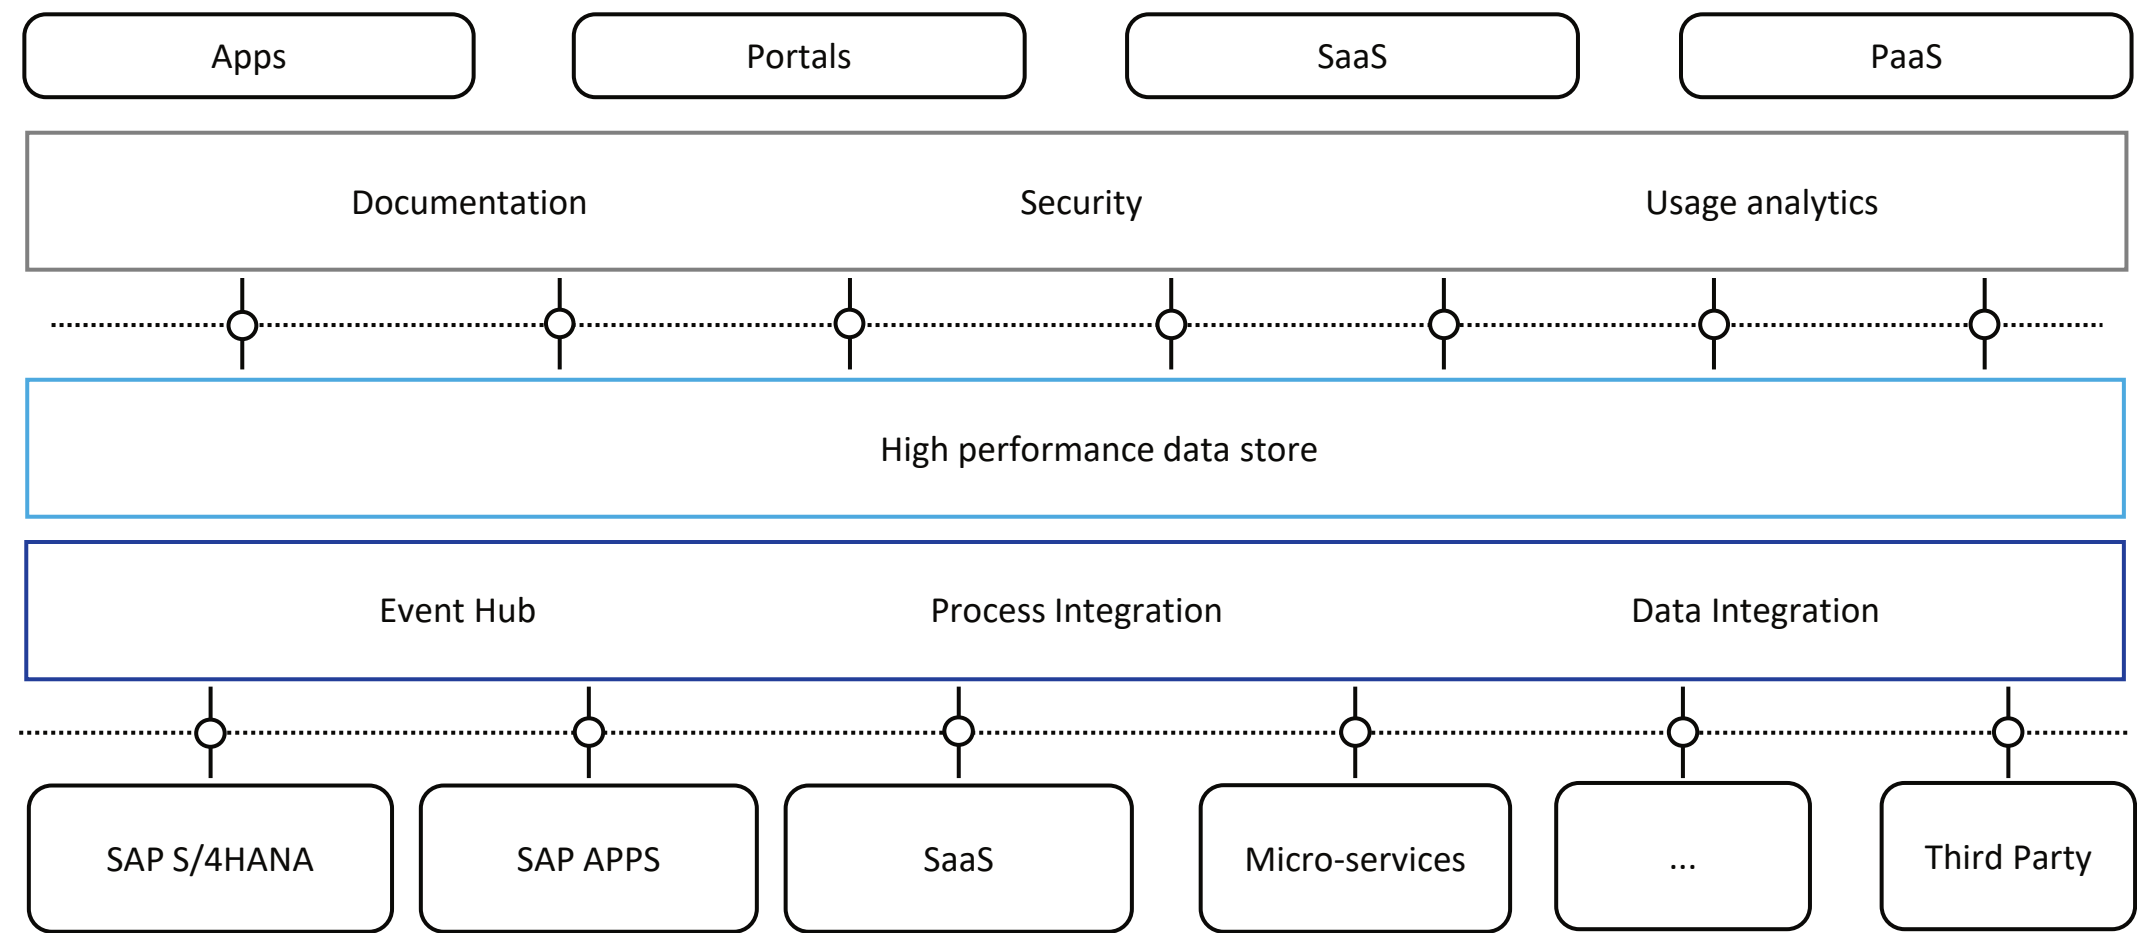 Apps
Portals
SaaS
PaaS
Documentation
Security
Usage analytics
High performance data store
Event Hub
Process Integration
Data Integration
SAP S/4HANA
SAP APPS
SaaS
Micro-services
...
Third Party